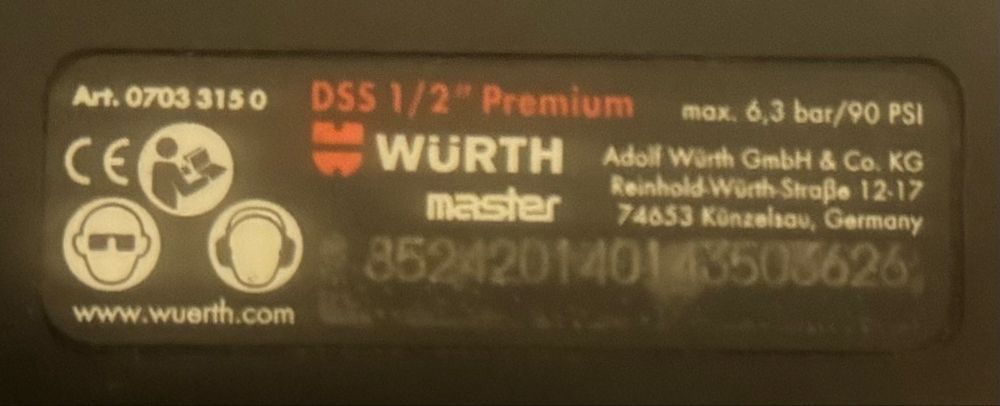 Art. 0703 315 0
DSS 1/2" Premium
max. 6,3 bar/90 PSI
CE
WÜRTH
master
Adolf Würth GmbH & Co. KG
Reinhold-Würth-Straße 12-17
74653 Künzelsau, Germany
www.wuerth.com